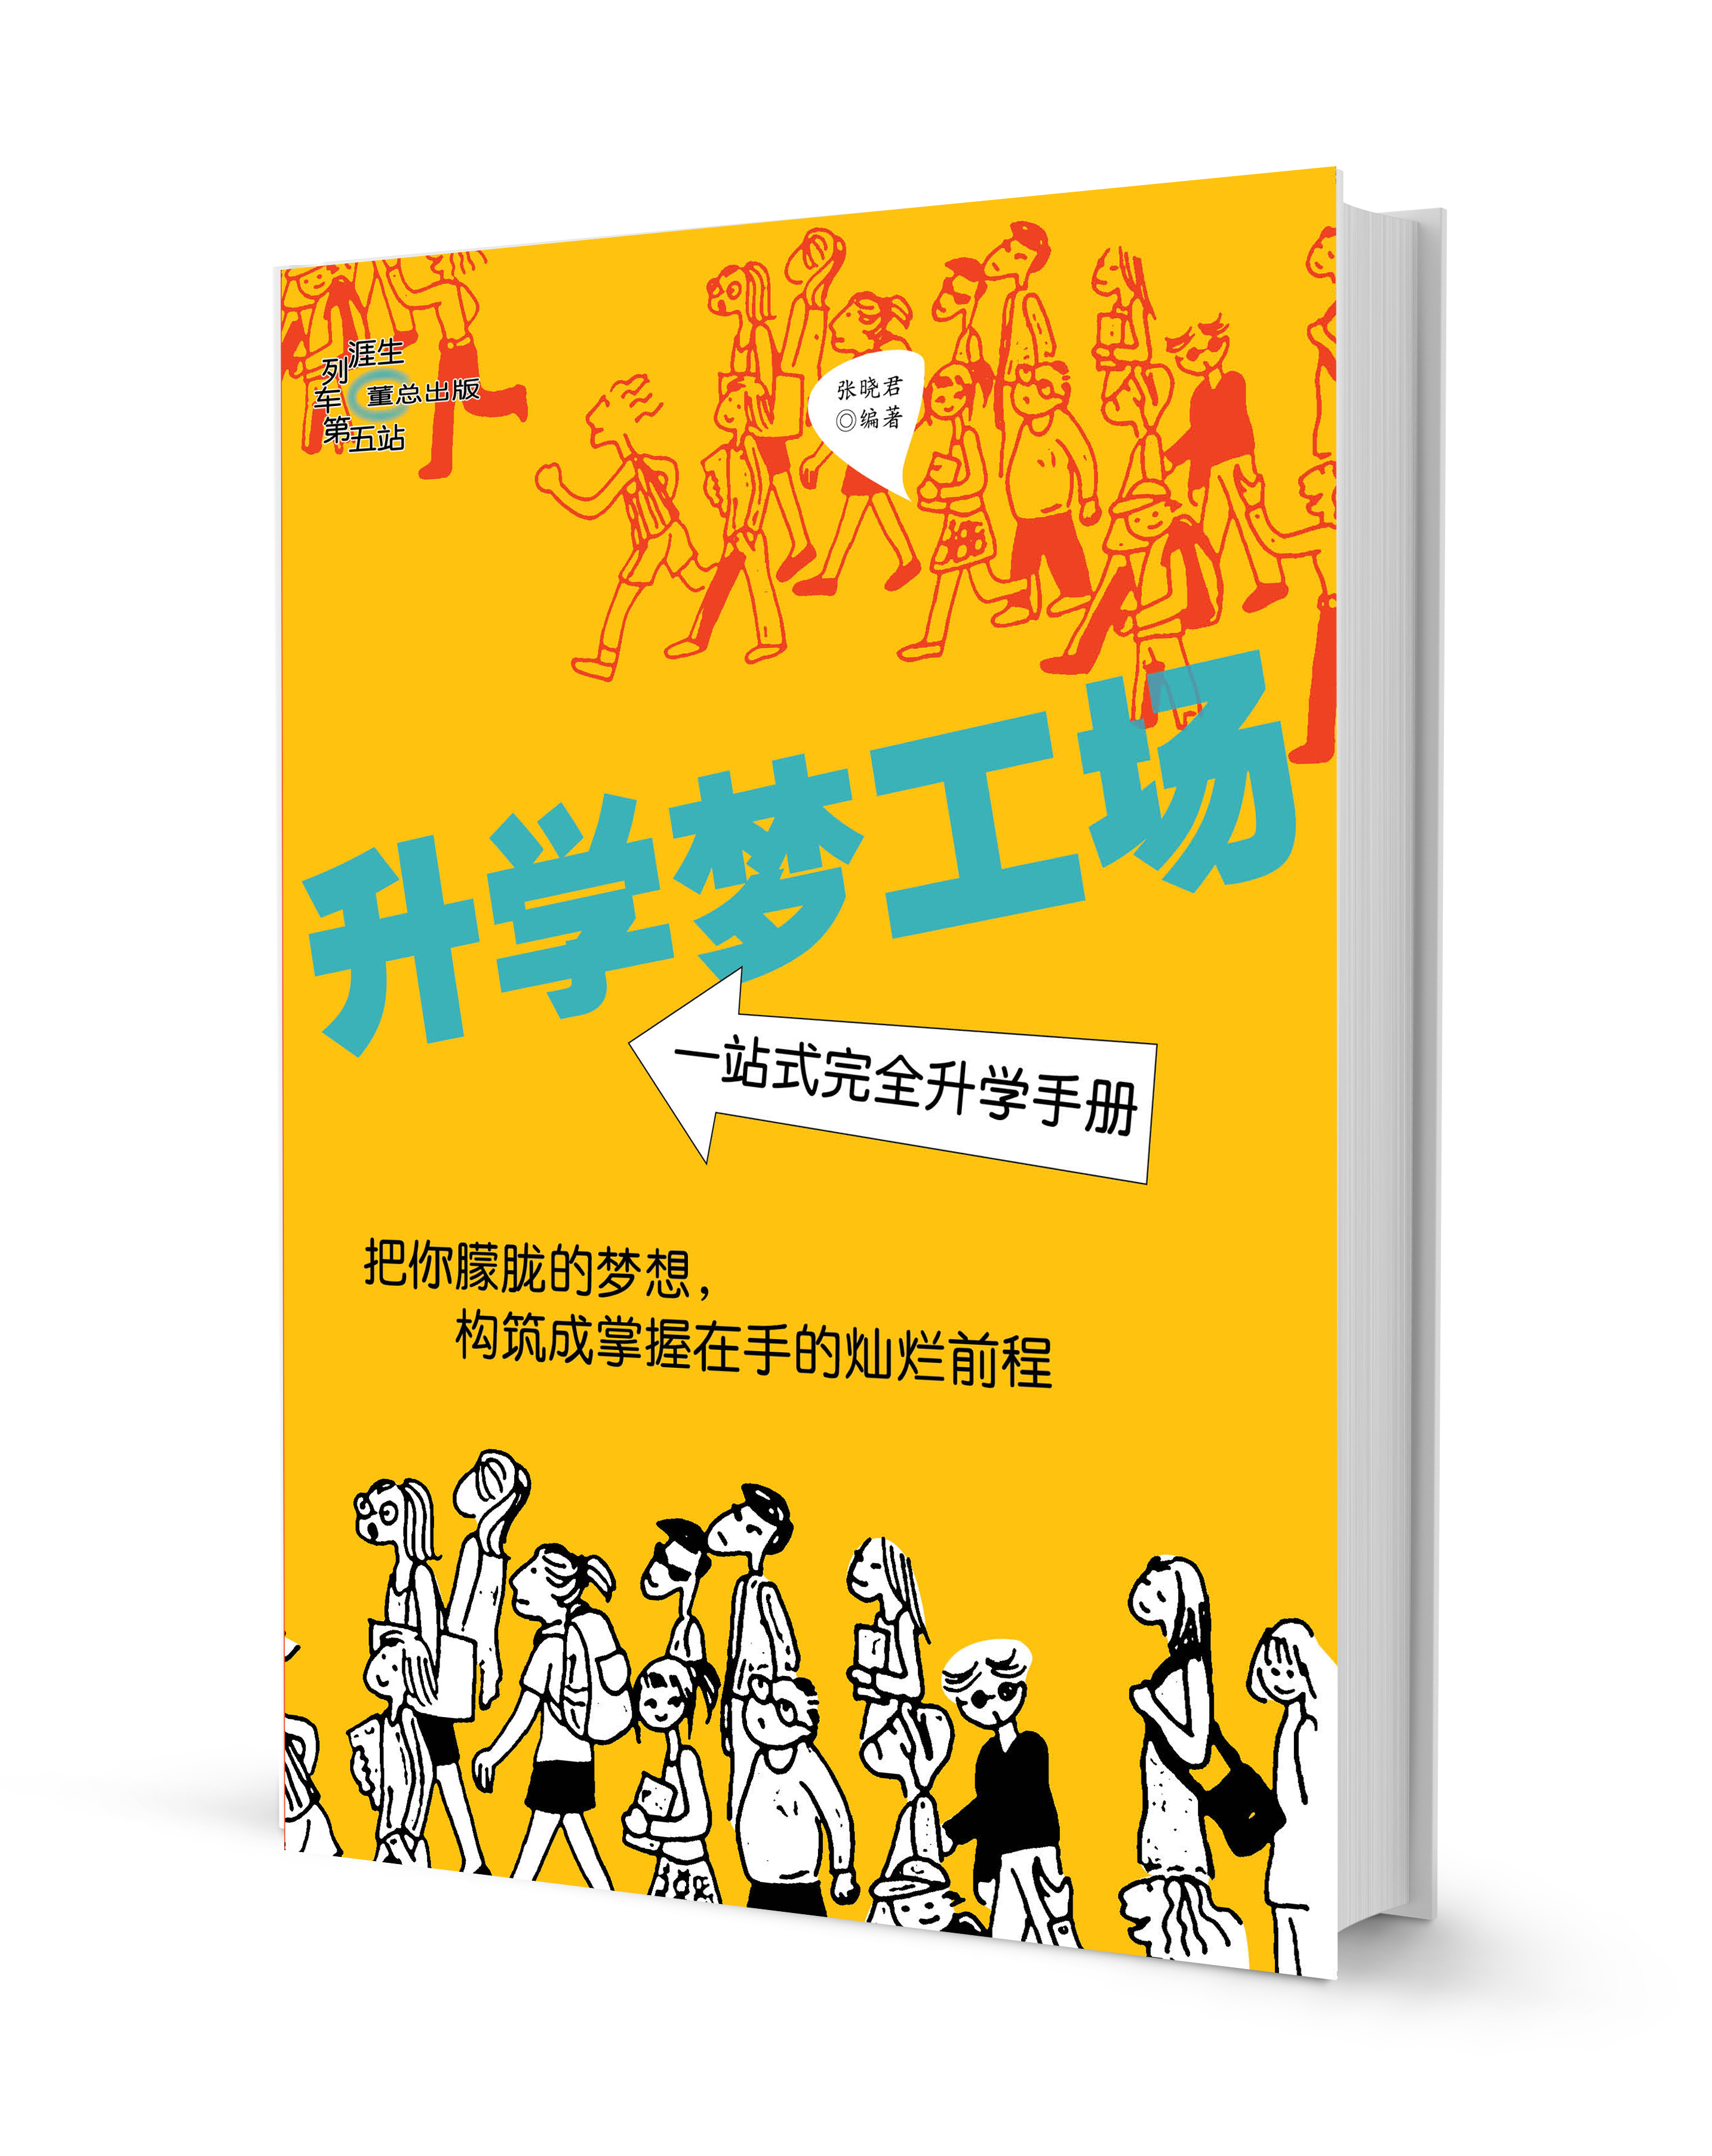 生涯列车第五站
董总出版
张晓君
◎编著
升学梦工场
一站式完全升学手册
把你朦胧的梦想，
构筑成掌握在手的灿烂前程